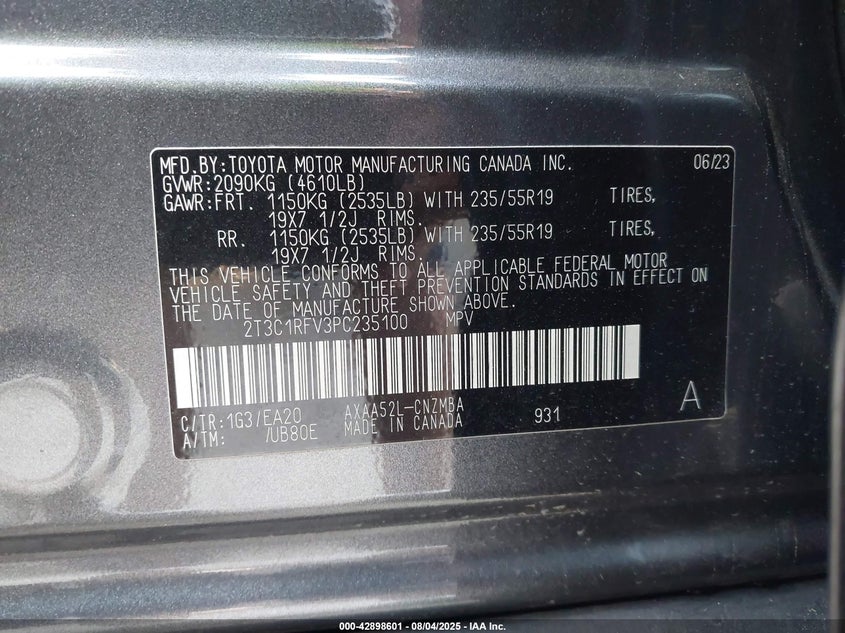 MFD.BY:TOYOTA MOTOR MANUFACTURING CANADA INC. 06/23
GVWR:2090KG (4610LB)
GAWR:FRT. 1150KG (2535LB) WITH 235/55R19 TIRES,
19X7 1/2J RIMS.
RR. 1150KG (2535LB) WITH 235/55R19 TIRES,
19X7 1/2J RIMS.
THIS VEHICLE CONFORMS TO ALL APPLICABLE FEDERAL MOTOR
VEHICLE SAFETY AND THEFT PREVENTION STANDARDS IN EFFECT ON
THE DATE OF MANUFACTURE SHOWN ABOVE.
2T3C1RFV3PC235100 MPV
C/TR:1G3/EA20 AXAA52L-CNZMBA 931 A
A/TM: /UB80E MADE IN CANADA
000-42898601 - 08/04/2025 - IAA Inc.